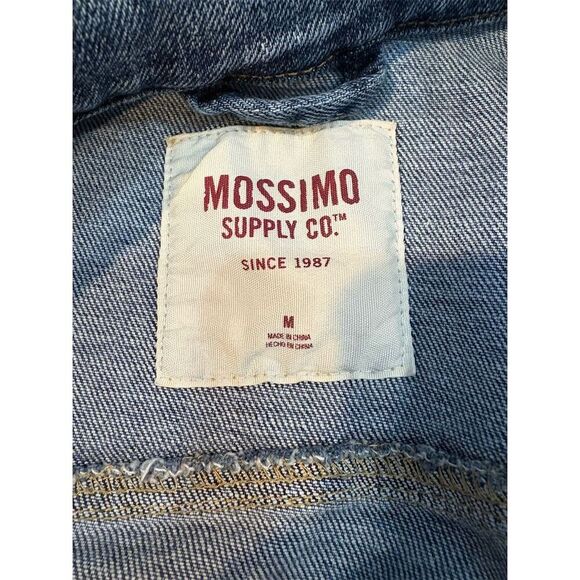 MOSSIMO
SUPPLY CO.™
SINCE 1987
M
MADE IN CHINA
HECHO EN CHINA